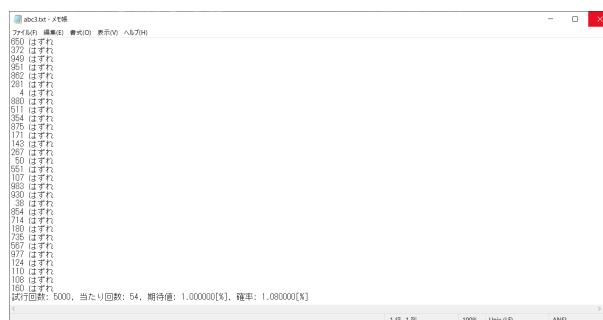 abc3.txt - メモ帳
ファイル(F) 編集(E) 書式(O) 表示(V) ヘルプ(H)
650 はずれ
372 はずれ
949 はずれ
951 はずれ
862 はずれ
281 はずれ
4 はずれ
880 はずれ
511 はずれ
354 はずれ
875 はずれ
171 はずれ
143 はずれ
267 はずれ
50 はずれ
551 はずれ
107 はずれ
983 はずれ
930 はずれ
38 はずれ
854 はずれ
714 はずれ
180 はずれ
735 はずれ
567 はずれ
977 はずれ
124 はずれ
110 はずれ
108 はずれ
160 はずれ
試行回数: 5000, 当たり回数: 54, 期待値: 1.000000[%], 確率: 1.080000[%]
100% Unix (LF) ANSI